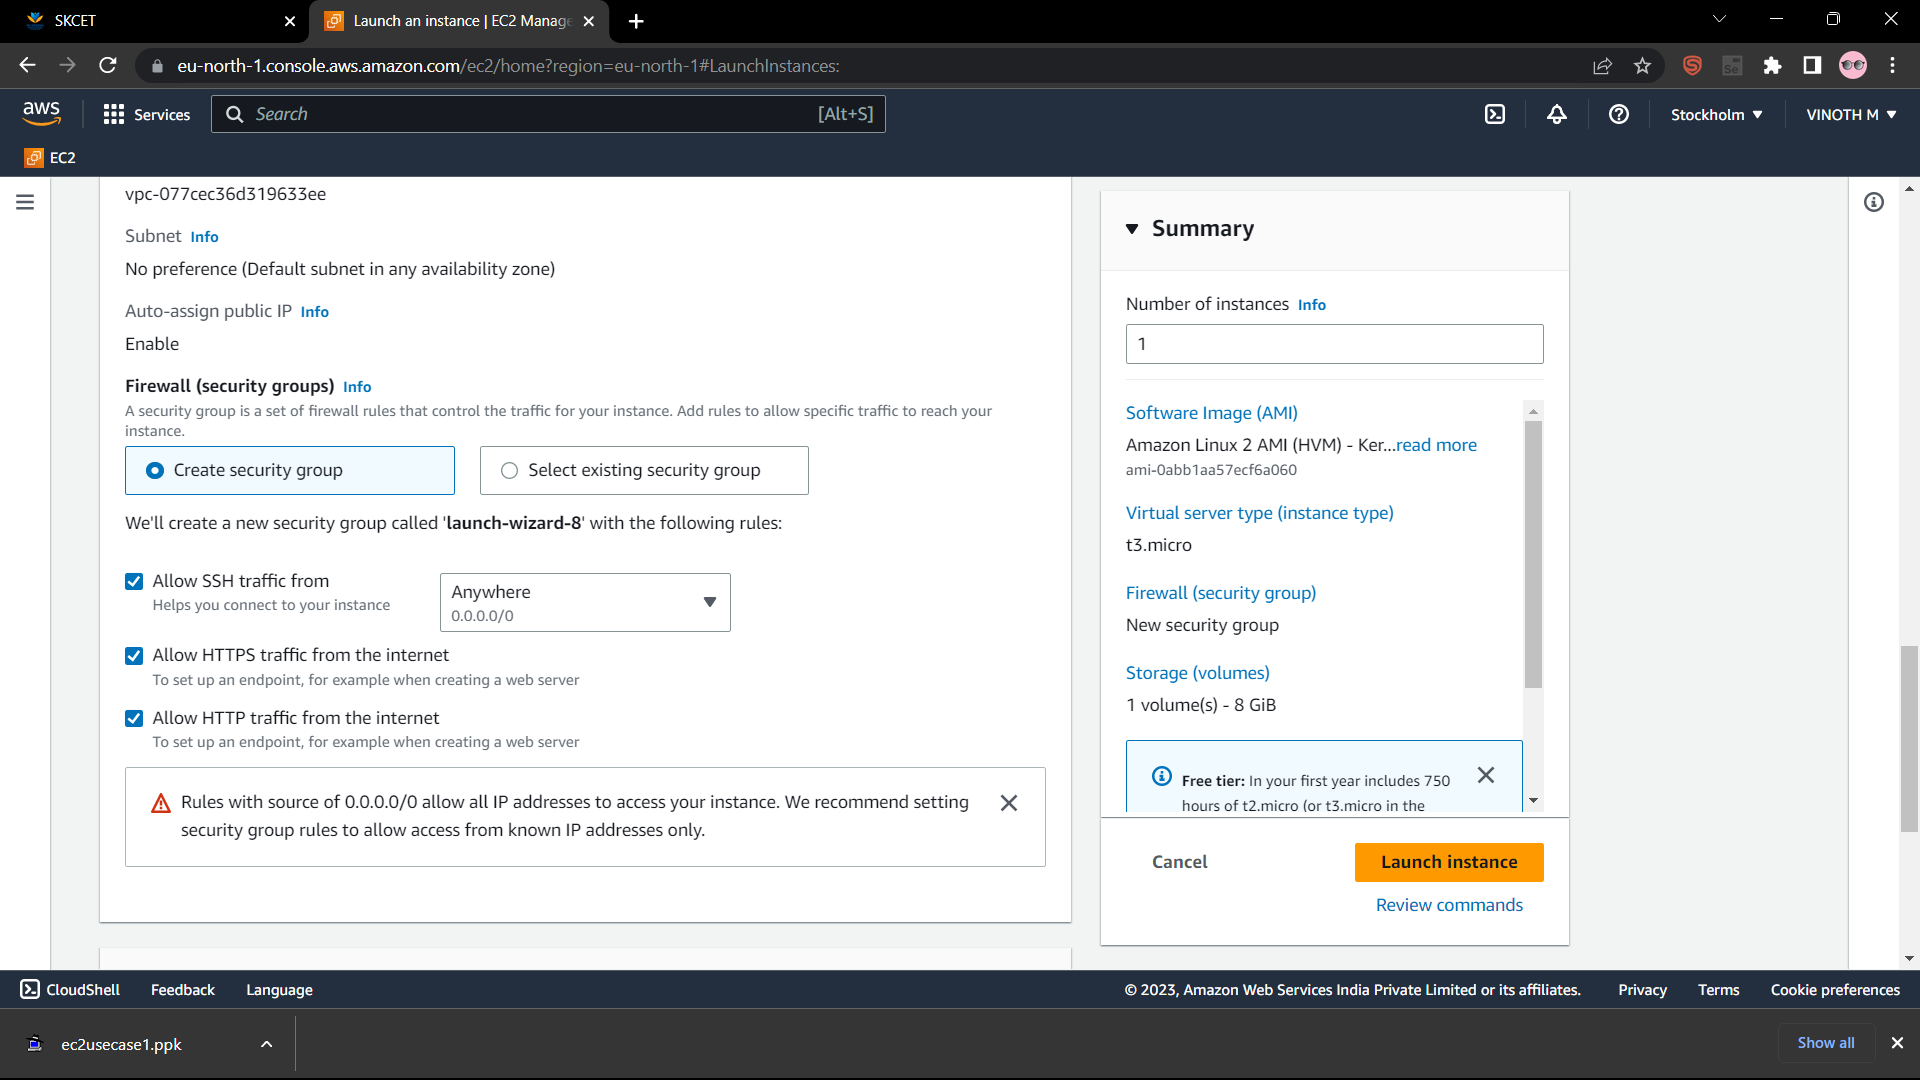 SKCET
Launch an instance | EC2 Manage
eu-north-1.console.aws.amazon.com/ec2/home?region=eu-north-1#LaunchInstances:
aws
Services
Search
[Alt+S]
Stockholm
VINOTH M
EC2
vpc-077cec36d319633ee
Subnet Info
No preference (Default subnet in any availability zone)
Auto-assign public IP Info
Enable
Firewall (security groups) Info
A security group is a set of firewall rules that control the traffic for your instance. Add rules to allow specific traffic to reach your
instance.
Create security group
Select existing security group
We'll create a new security group called 'launch-wizard-8' with the following rules:
Allow SSH traffic from
Helps you connect to your instance
Anywhere
0.0.0.0/0
Allow HTTPS traffic from the internet
To set up an endpoint, for example when creating a web server
Allow HTTP traffic from the internet
To set up an endpoint, for example when creating a web server
Rules with source of 0.0.0.0/0 allow all IP addresses to access your instance. We recommend setting
security group rules to allow access from known IP addresses only.
Summary
Number of instances Info
1
Software Image (AMI)
Amazon Linux 2 AMI (HVM) - Ker...read more
ami-0abb1aa57ecf6a060
Virtual server type (instance type)
t3.micro
Firewall (security group)
New security group
Storage (volumes)
1 volume(s) - 8 GiB
Free tier: In your first year includes 750
hours of t2.micro (or t3.micro in the
Cancel
Launch instance
Review commands
CloudShell
Feedback
Language
© 2023, Amazon Web Services India Private Limited or its affiliates.
Privacy
Terms
Cookie preferences
ec2usecase1.ppk
Show all